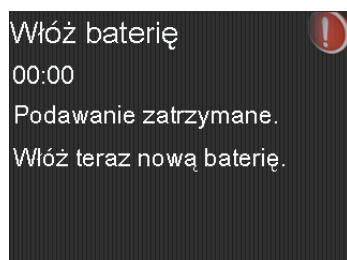 Włóż baterię
00:00
Podawanie zatrzymane.
Włóż teraz nową baterię.